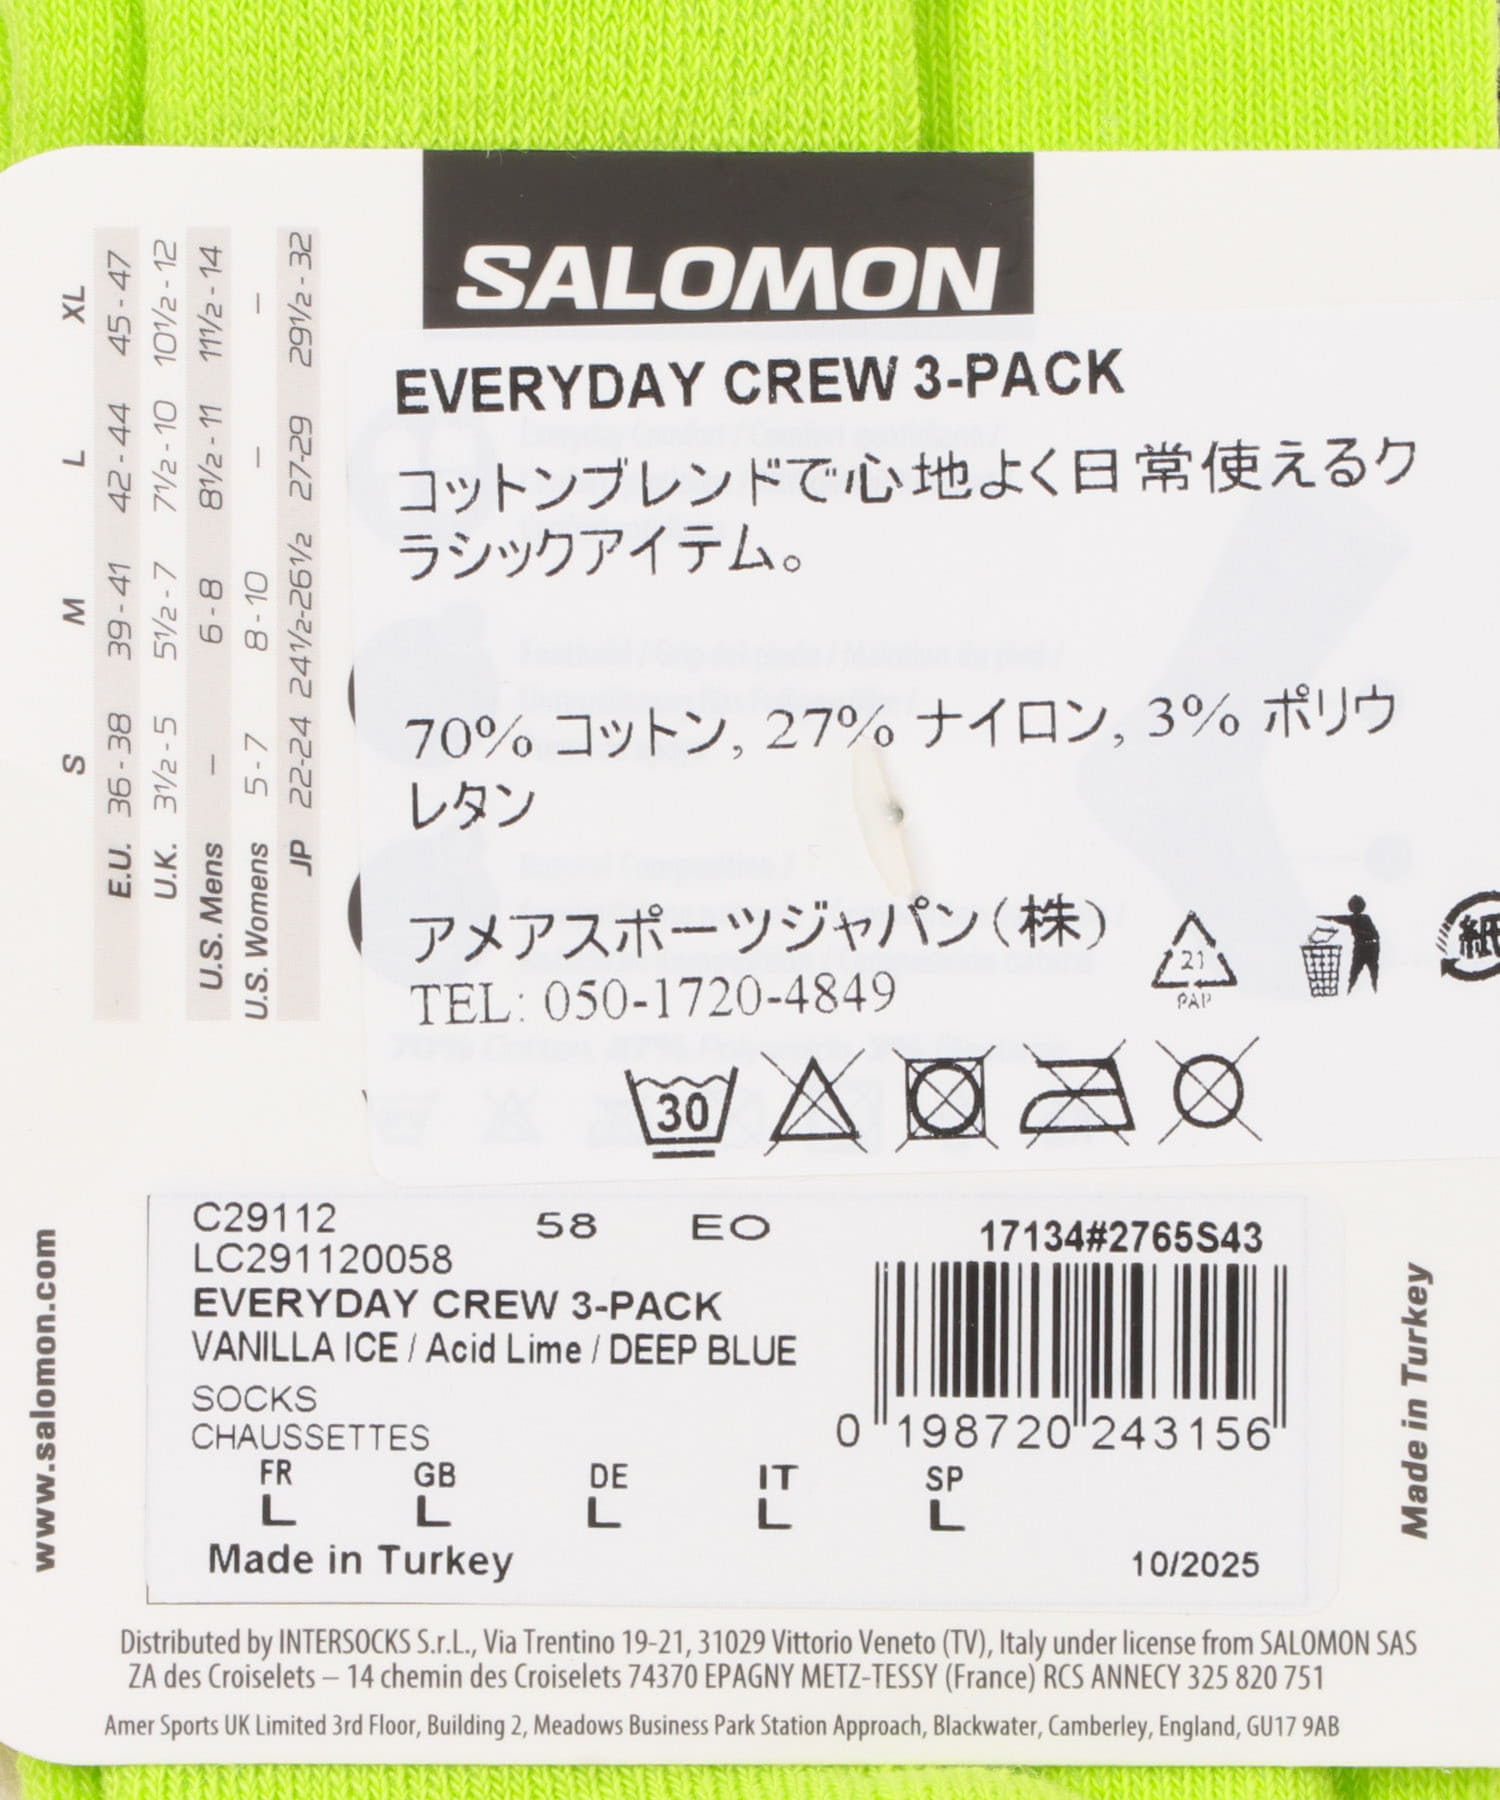 SALOMON
EVERYDAY CREW 3-PACK
コットンブレンドで心地よく日常使えるク
ラシックアイテム。
70% コットン, 27% ナイロン, 3% ポリウ
レタン
アメアスポーツジャパン(株)
TEL: 050-1720-4849
21
PAP
紙
30
S M L XL
E.U. 36 - 38 39 - 41 42 - 44 45 - 47
U.K. 3½ - 5 5½ - 7 7½ - 10 10½ - 12
U.S. Mens – 6 - 8 8½ - 11 11½ - 14
U.S. Womens 5 - 7 8 - 10 – –
JP 22-24 24½-26½ 27-29 29½ - 32
www.salomon.com
C29112 58 EO
LC291120058
EVERYDAY CREW 3-PACK
VANILLA ICE / Acid Lime / DEEP BLUE
SOCKS
CHAUSSETTES
FR GB DE IT SP
L L L L L
Made in Turkey
17134#2765S43
0 198720 243156
10/2025
Made in Turkey
Distributed by INTERSOCKS S.r.L., Via Trentino 19-21, 31029 Vittorio Veneto (TV), Italy under license from SALOMON SAS
ZA des Croiselets – 14 chemin des Croiselets 74370 EPAGNY METZ-TESSY (France) RCS ANNECY 325 820 751
Amer Sports UK Limited 3rd Floor, Building 2, Meadows Business Park Station Approach, Blackwater, Camberley, England, GU17 9AB